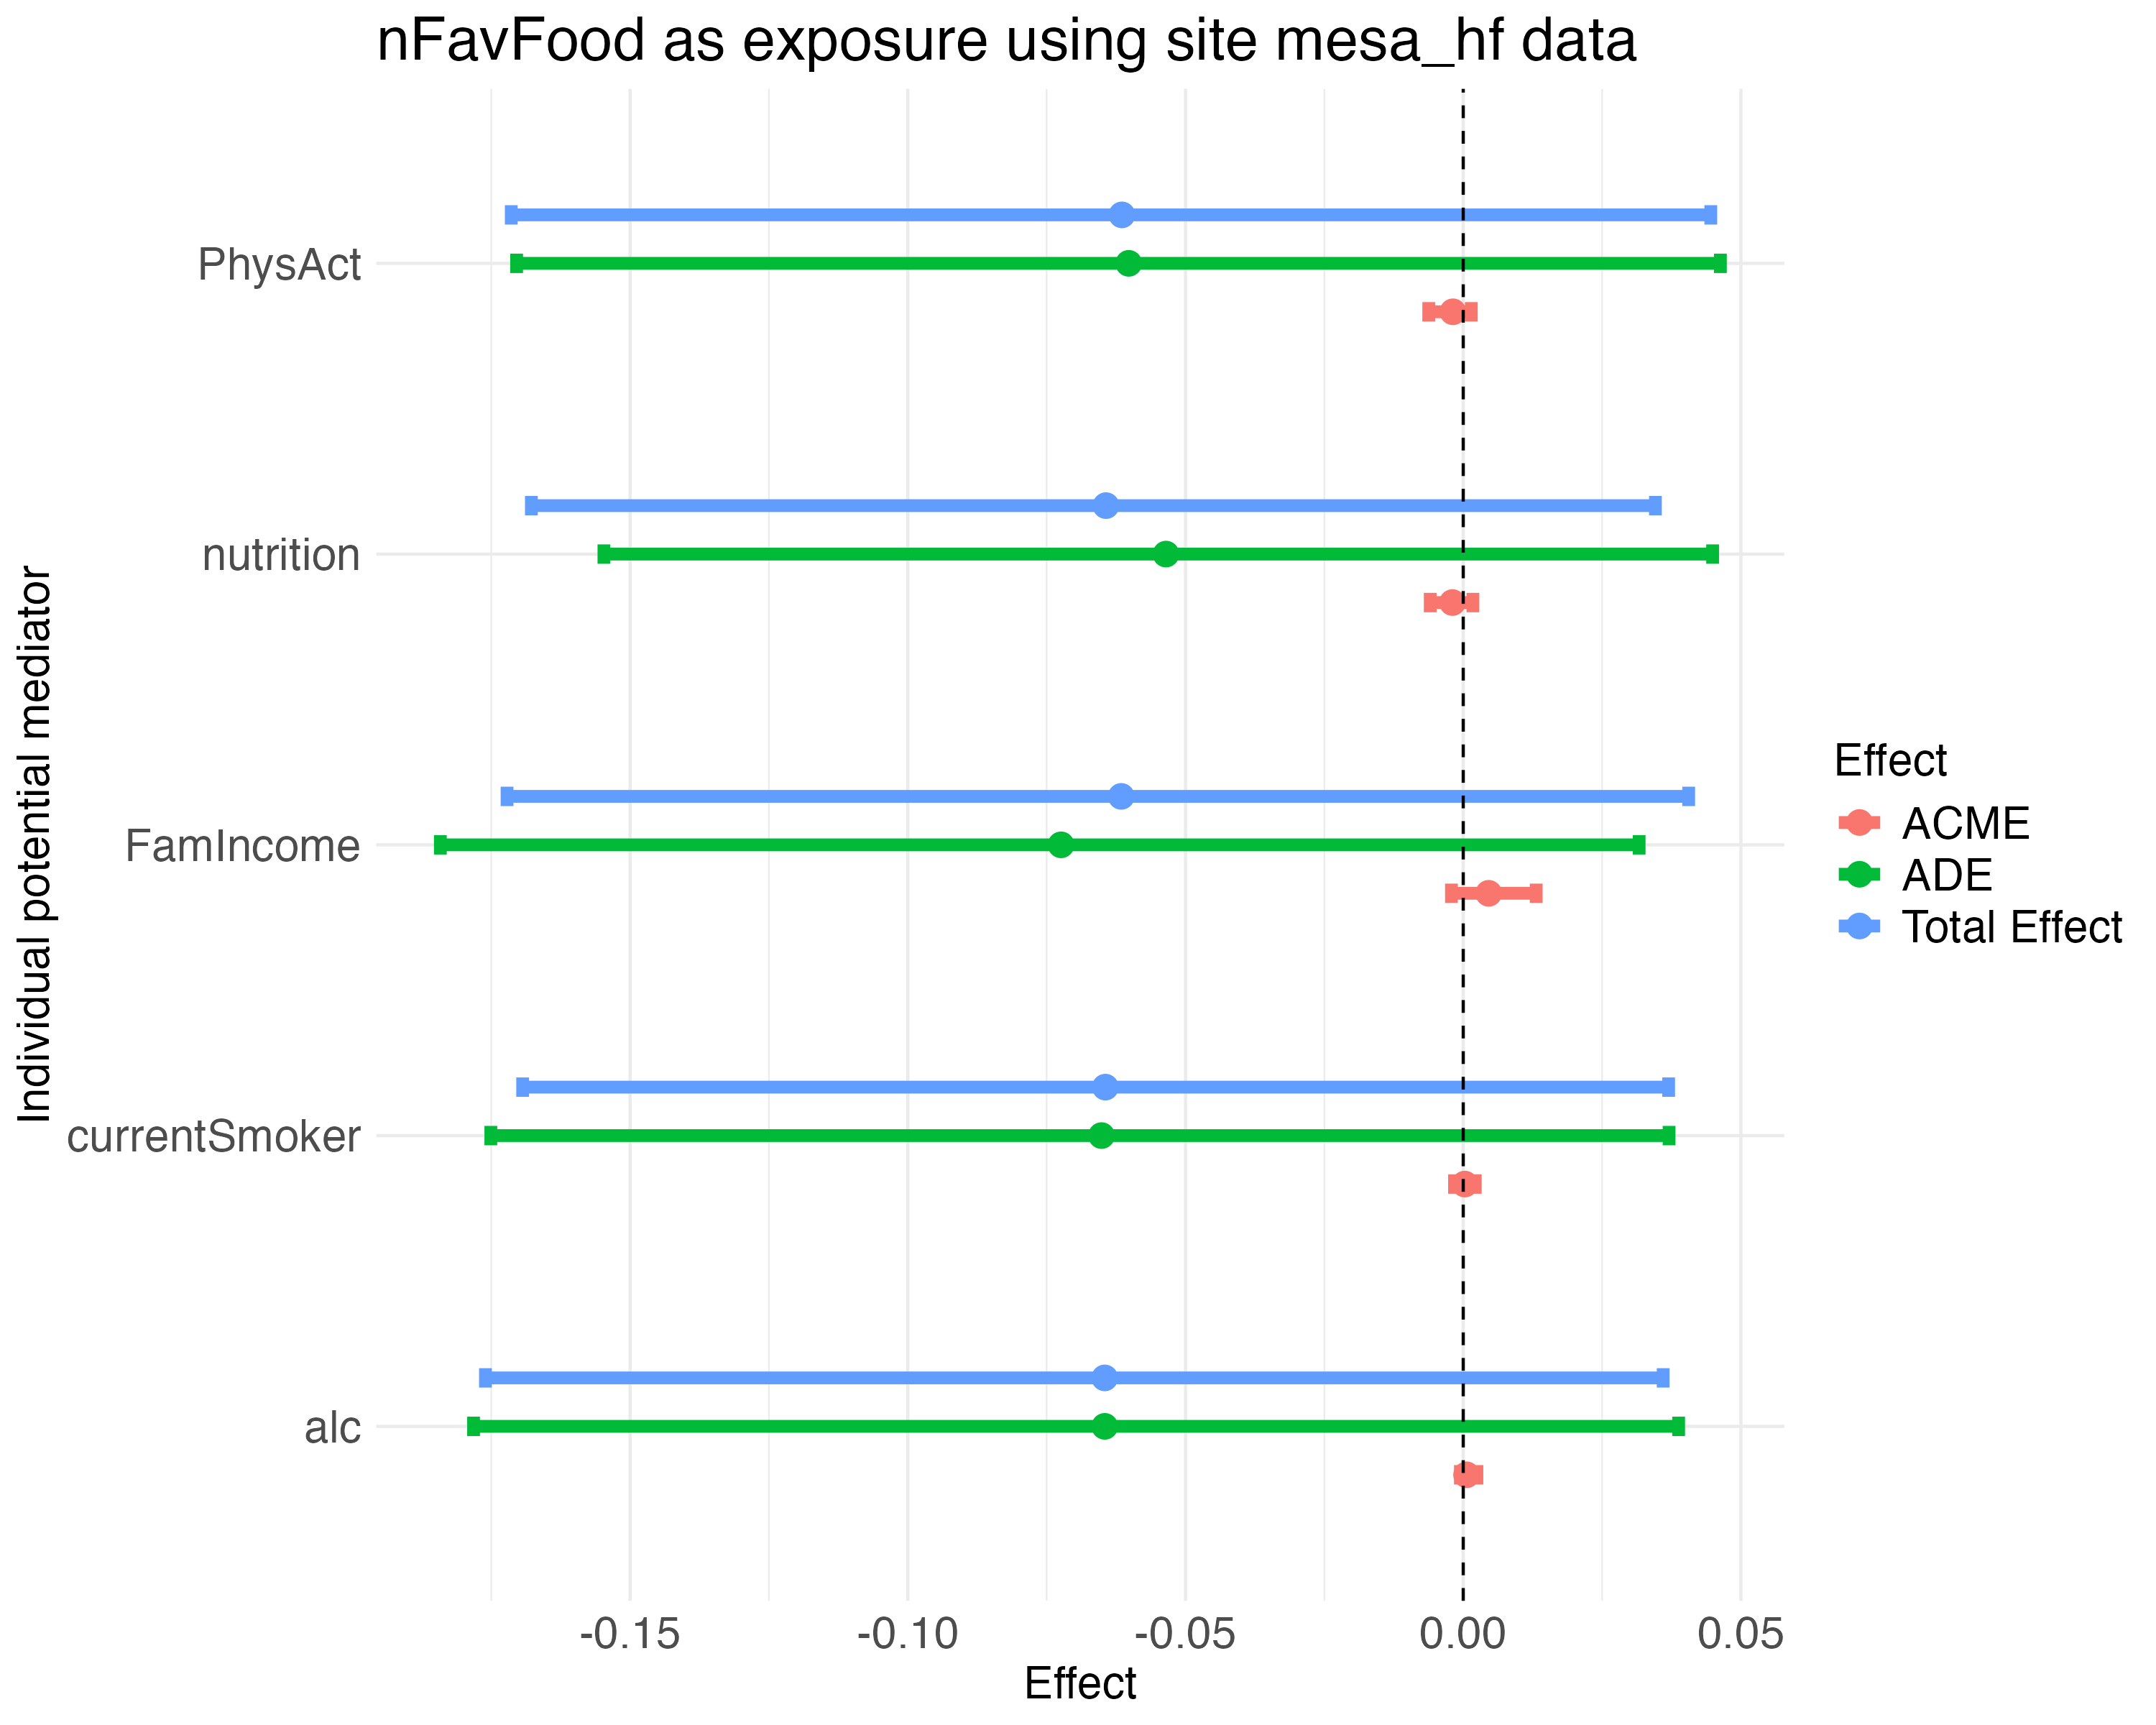 nFavFood as exposure using site mesa_hf data
Individual potential mediator
PhysAct
nutrition
FamIncome
currentSmoker
alc
-0.15
-0.10
-0.05
0.00
0.05
Effect
Effect
ACME
ADE
Total Effect